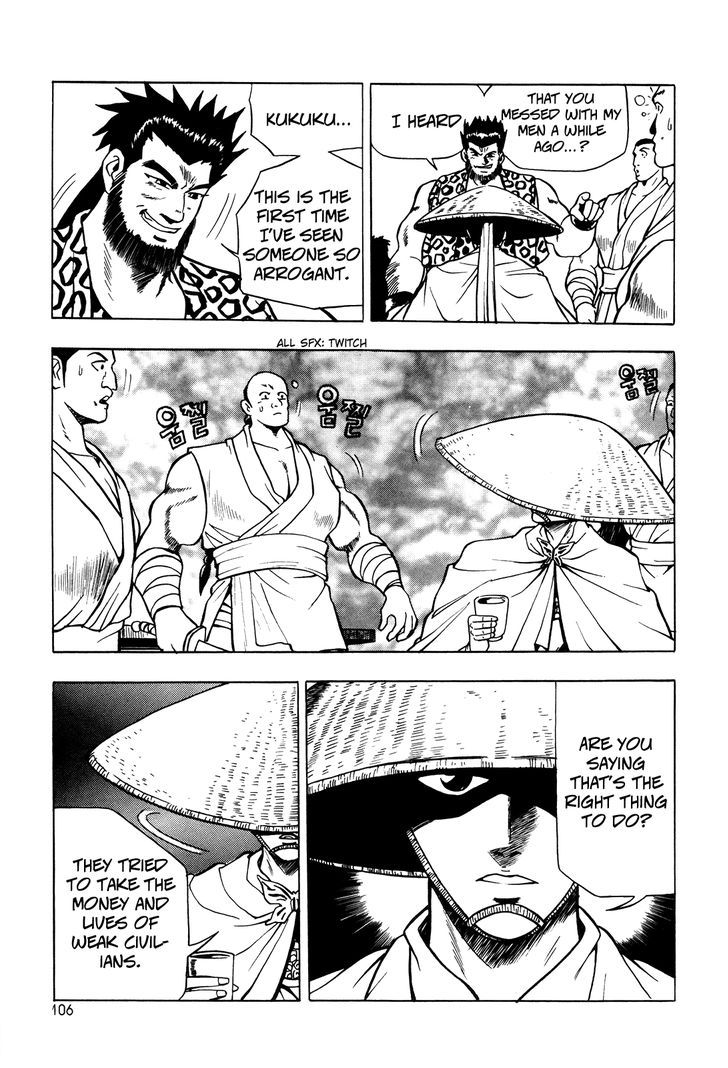 KUKUKU...
THIS IS THE
FIRST TIME
I'VE SEEN
SOMEONE SO
ARROGANT.
I HEARD
THAT YOU
MESSED WITH MY
MEN A WHILE
AGO...?
ALL SFX: TWITCH
움찔
움찔
움찔
THEY TRIED
TO TAKE THE
MONEY AND
LIVES OF
WEAK CIVIL-
IANS.
ARE YOU
SAYING
THAT'S THE
RIGHT THING
TO DO?
106